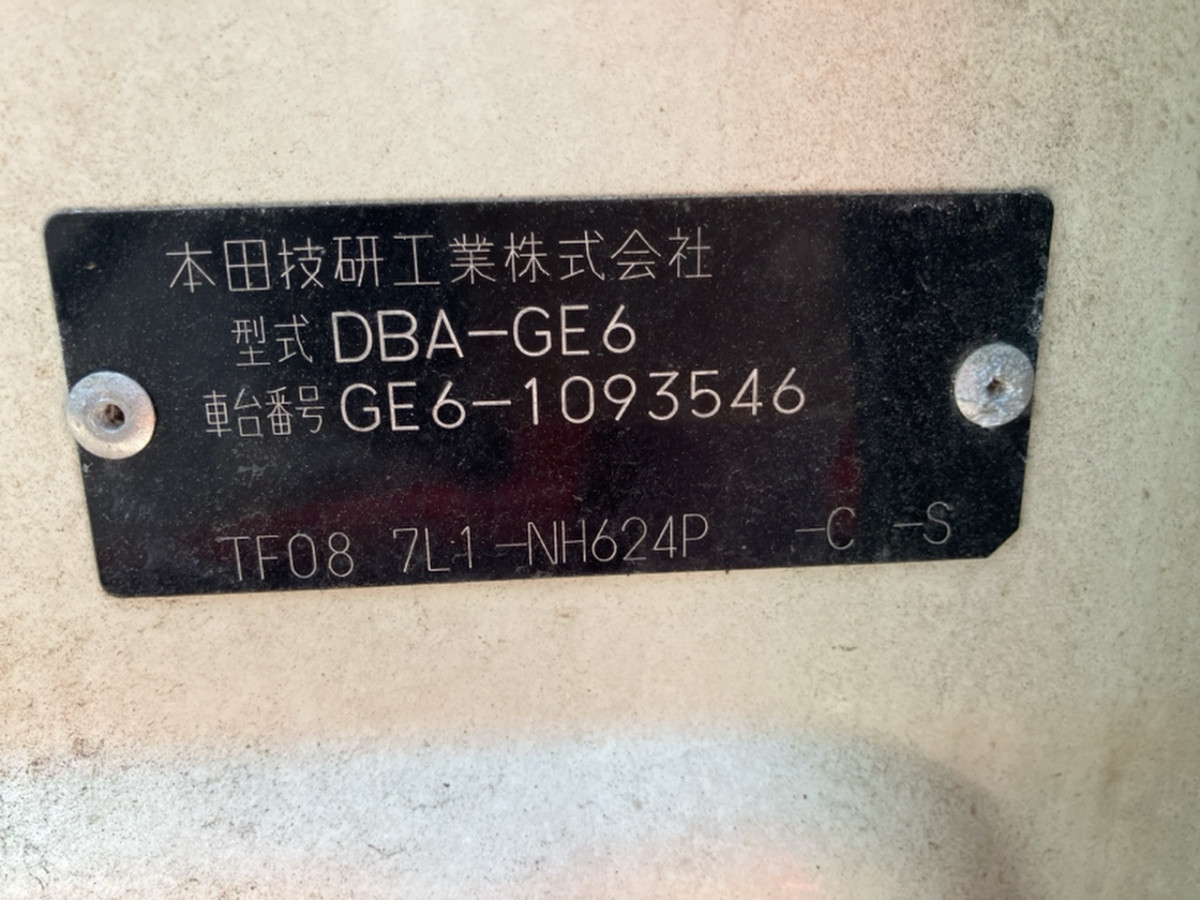 本田技研工業株式会社
型式 DBA-GE6
車台番号 GE6-1093546
TF08 7L1 -NH624P -C -S